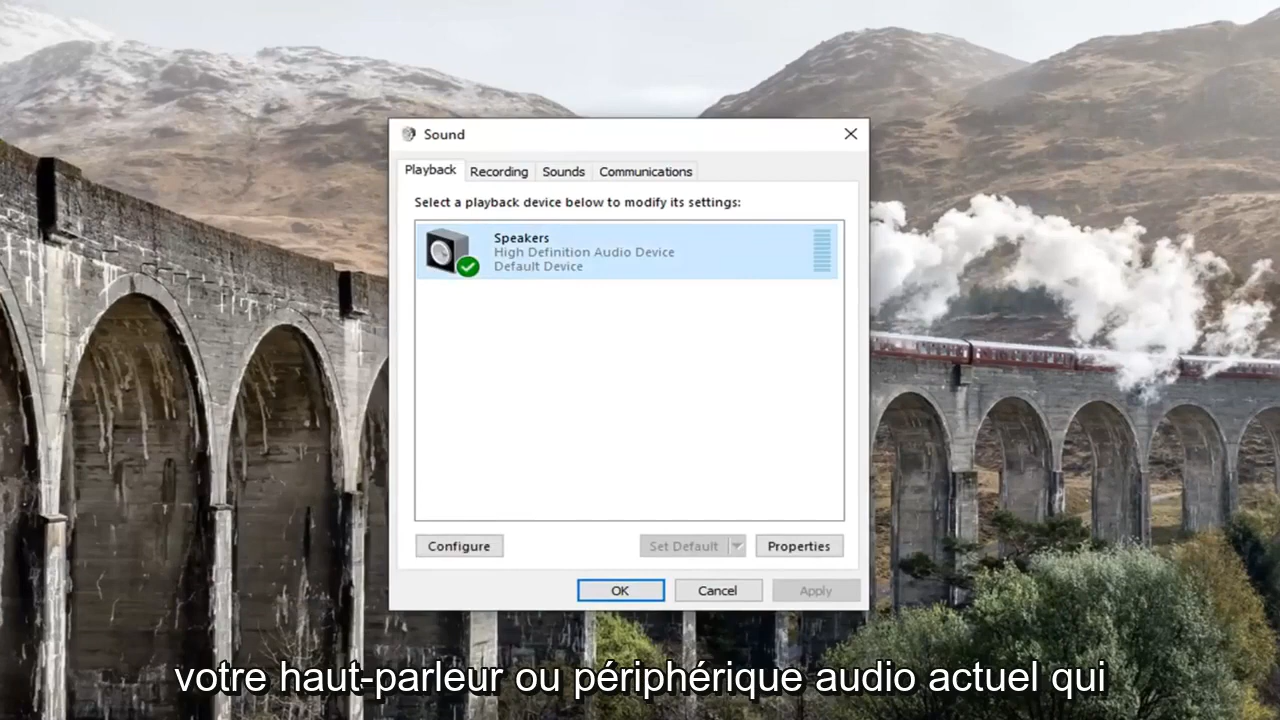 Sound
Playback
Recording
Sounds
Communications
Select a playback device below to modify its settings:
Speakers
High Definition Audio Device
Default Device
Configure
Set Default
Properties
OK
Cancel
Apply
votre haut-parleur ou périphérique audio actuel qui